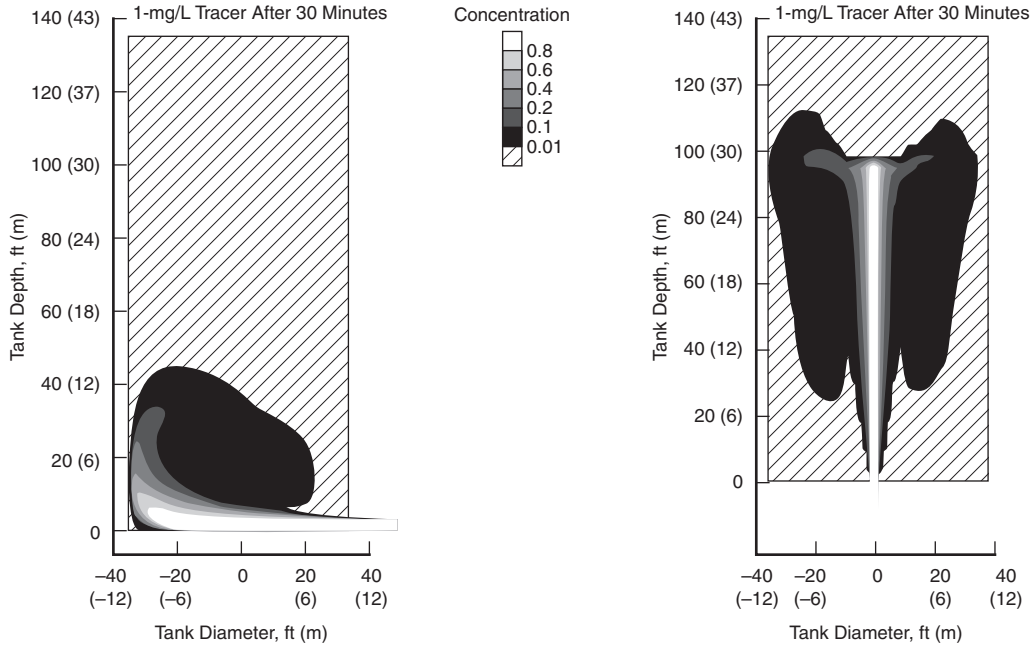 1-mg/L Tracer After 30 Minutes
140 (43)
120 (37)
100 (30)
80 (24)
60 (18)
40 (12)
20 (6)
0
Tank Depth, ft (m)
–40 –20 0 20 40
(–12) (–6) (6) (12)
Tank Diameter, ft (m)
Concentration
0.8
0.6
0.4
0.2
0.1
0.01
1-mg/L Tracer After 30 Minutes
140 (43)
120 (37)
100 (30)
80 (24)
60 (18)
40 (12)
20 (6)
0
Tank Depth, ft (m)
–40 –20 0 20 40
(–12) (–6) (6) (12)
Tank Diameter, ft (m)